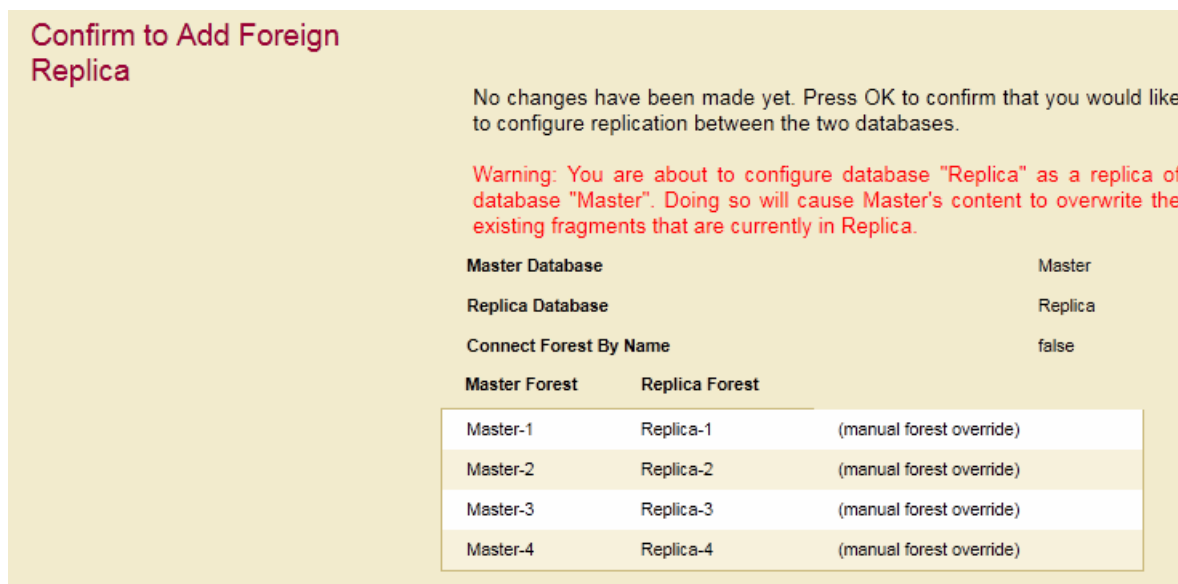 Confirm to Add Foreign
Replica
No changes have been made yet. Press OK to confirm that you would like
to configure replication between the two databases.
Warning: You are about to configure database "Replica" as a replica of
database "Master". Doing so will cause Master's content to overwrite the
existing fragments that are currently in Replica.
Master Database Master
Replica Database Replica
Connect Forest By Name false
Master Forest Replica Forest
Master-1 Replica-1 (manual forest override)
Master-2 Replica-2 (manual forest override)
Master-3 Replica-3 (manual forest override)
Master-4 Replica-4 (manual forest override)